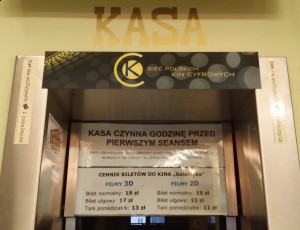 KASA
SIEĆ POLSKICH
KIN CYFROWYCH
KASA CZYNNA GODZINĘ PRZED
PIERWSZYM SEANSEM
CENNIK BILETÓW DO KINA
FILMY 3D
Bilet normalny - 19 zł
Bilet ulgowy - 17 zł
Tani poniedziałek - 13 zł
FILMY 2D
Bilet normalny - 15 zł
Bilet ulgowy - 13 zł
Tani poniedziałek - 11 zł